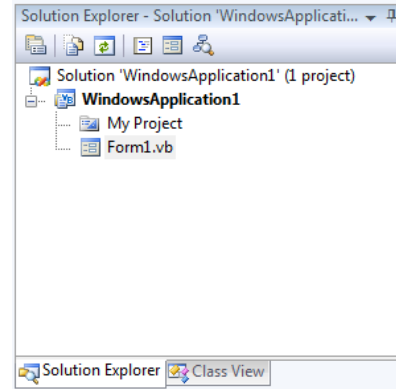 Solution Explorer - Solution 'WindowsApplicati...
Solution 'WindowsApplication1' (1 project)
WindowsApplication1
My Project
Form1.vb
Solution Explorer Class View